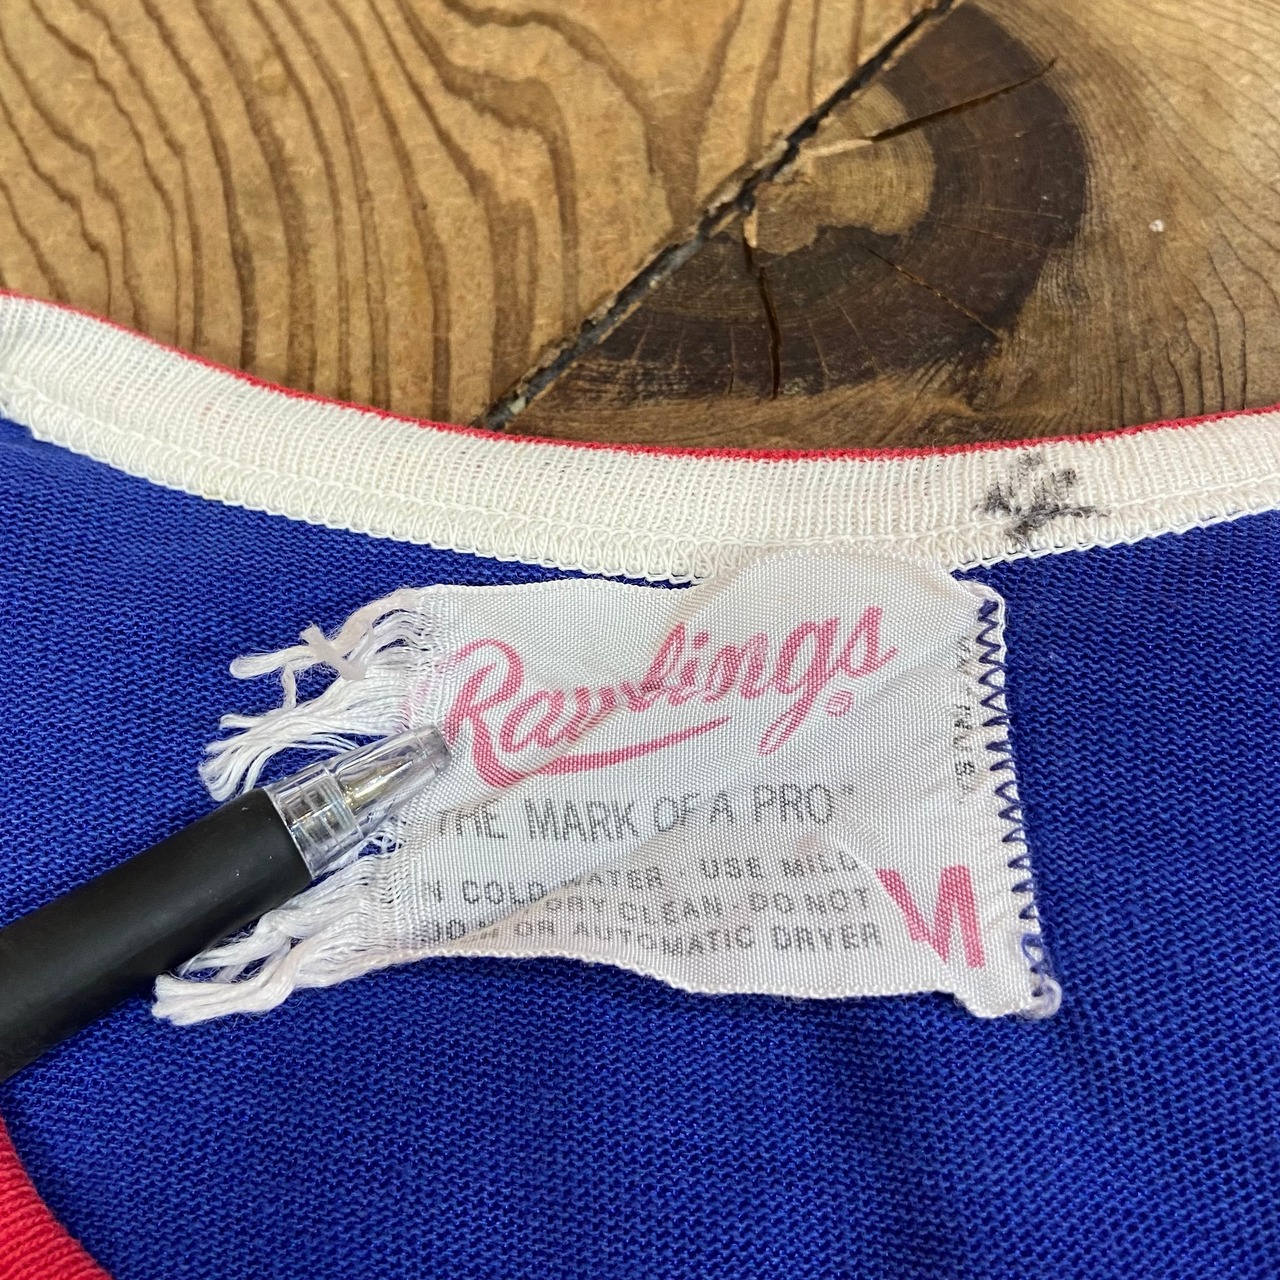 Rawlings
THE MARK OF A PRO"
COLD WATER · USE MILD
DRY CLEAN · DO NOT
OR AUTOMATIC DRYER